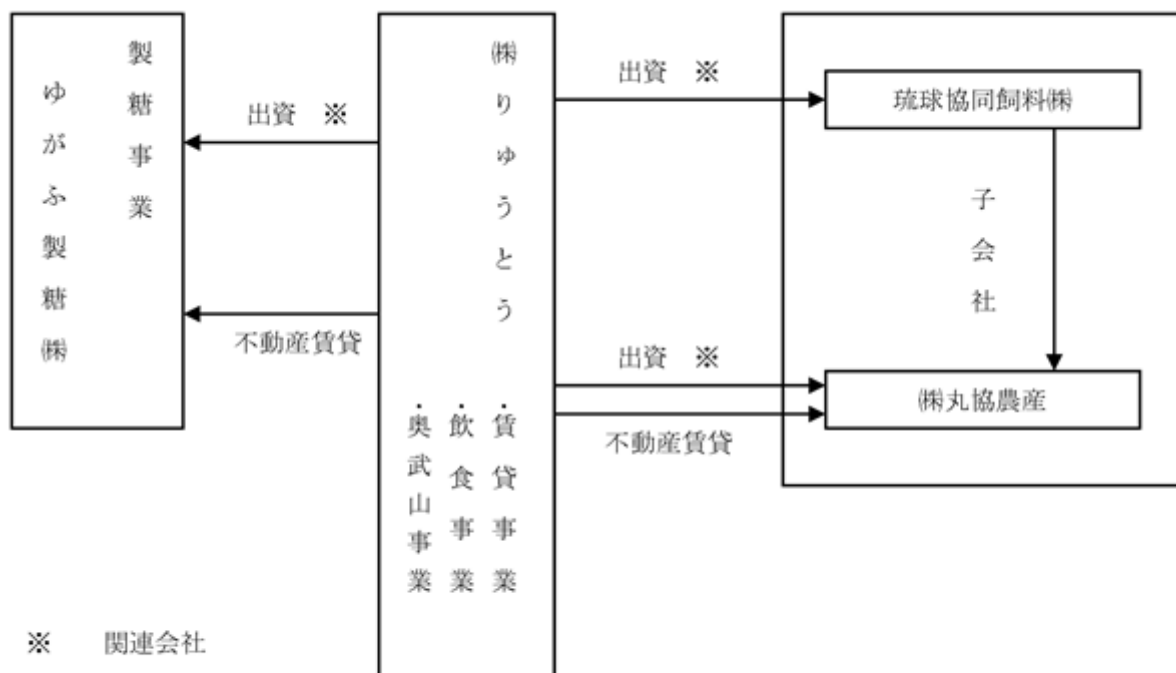 製糖事業
ゆがふ製糖㈱
出資　※
不動産賃貸
㈱りゅうとう
・賃貸事業
・飲食事業
・奥武山事業
出資　※
出資　※
不動産賃貸
琉球協同飼料㈱
子会社
㈱丸協農産
※　関連会社